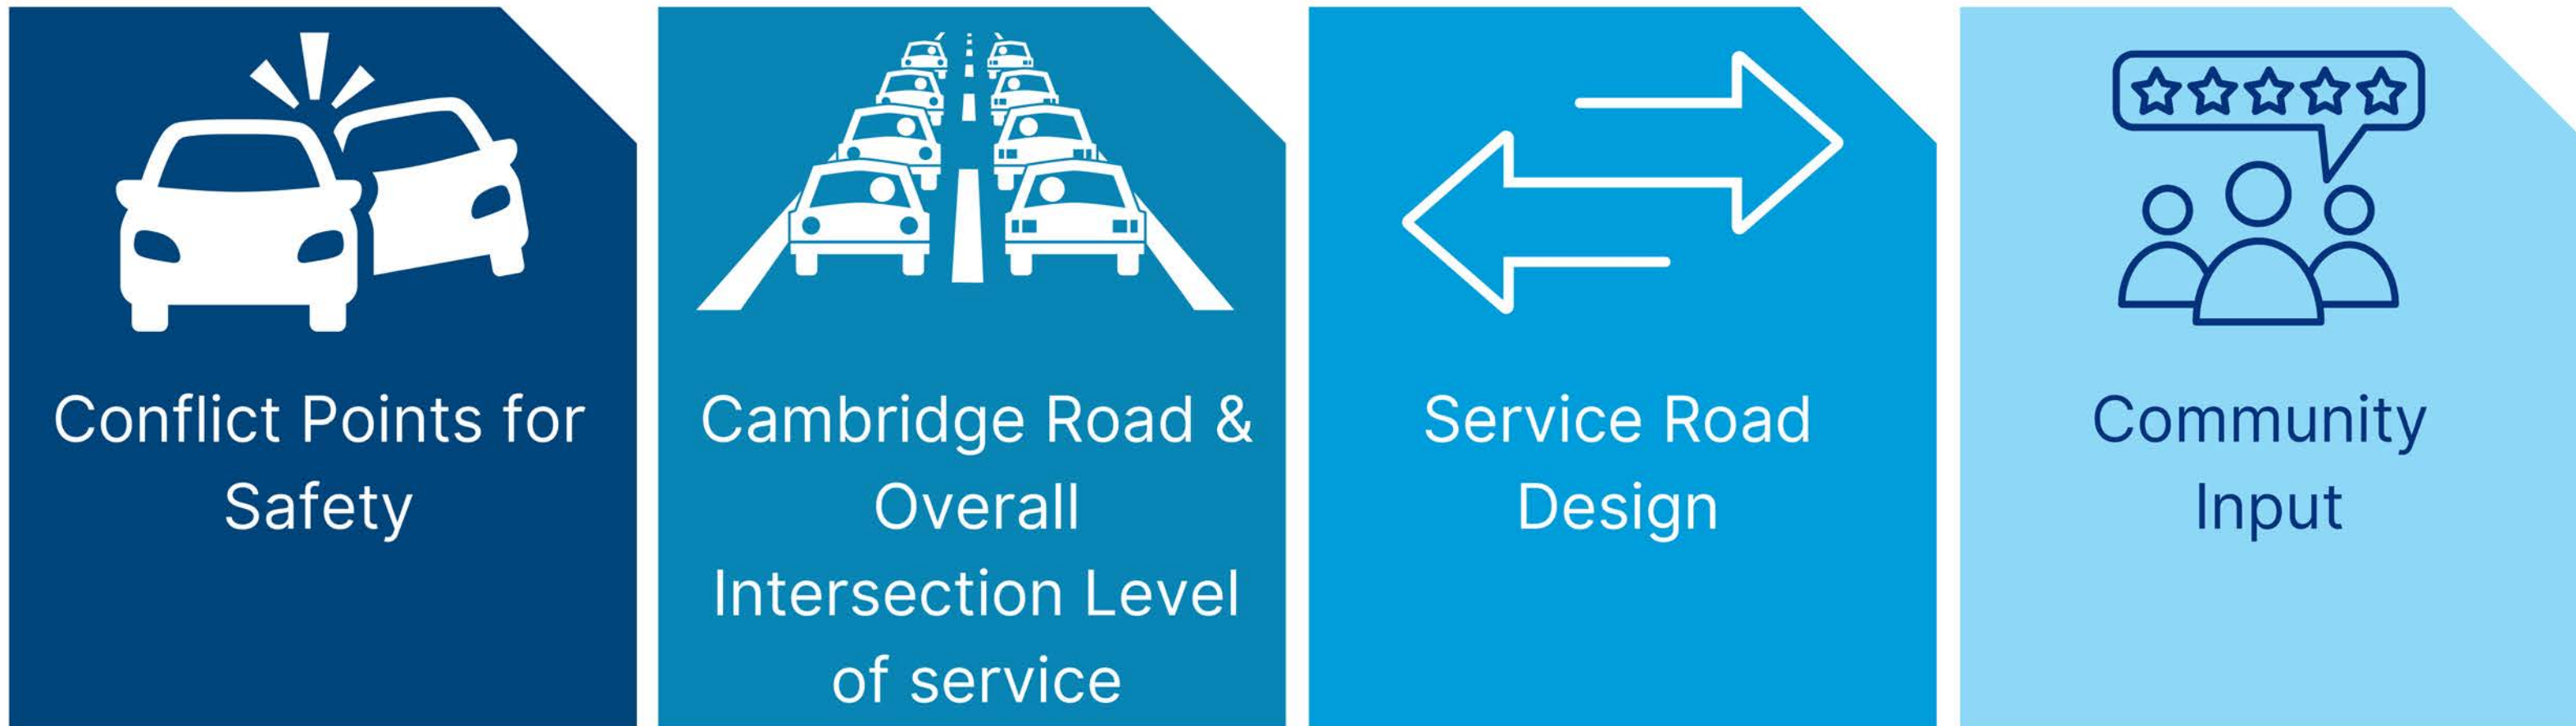 Conflict Points for
Safety
Cambridge Road &
Overall
Intersection Level
of service
Service Road
Design
Community
Input